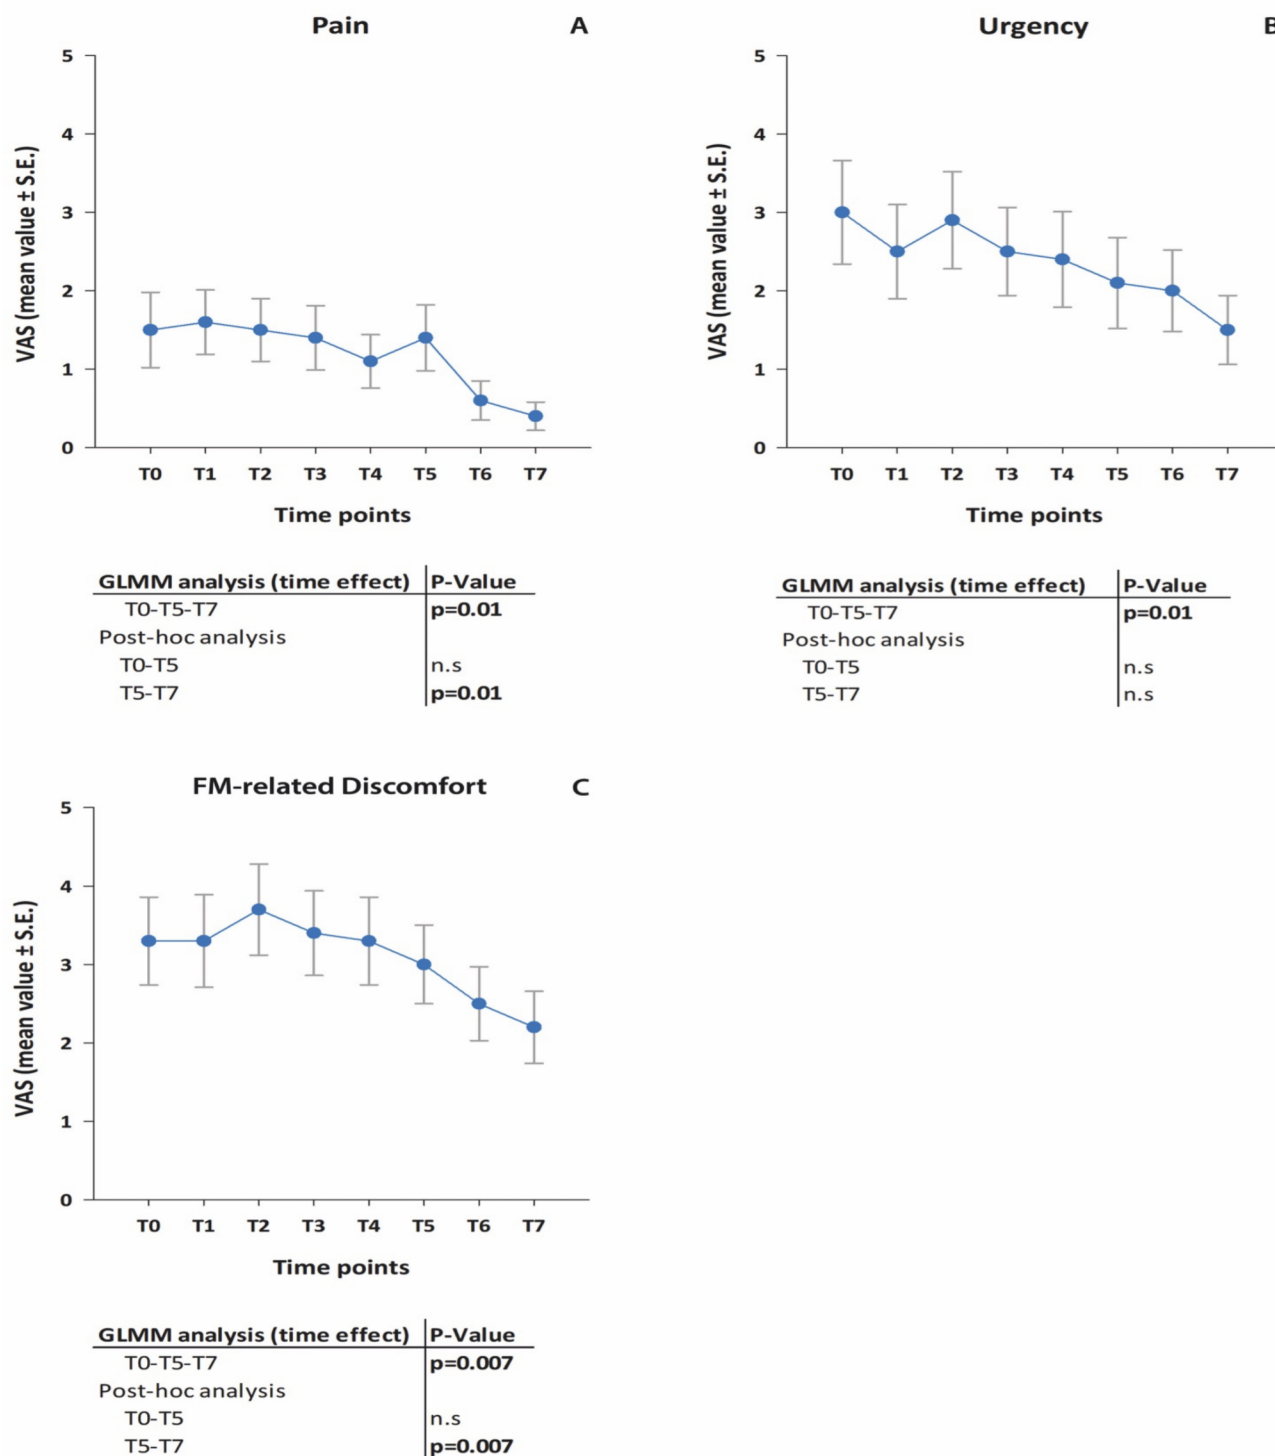 Pain A
5
4
3
2
1
0
VAS (mean value ± S.E.)
T0 T1 T2 T3 T4 T5 T6 T7
Time points
GLMM analysis (time effect) P-Value
T0-T5-T7 p=0.01
Post-hoc analysis
T0-T5 n.s
T5-T7 p=0.01
Urgency B
5
4
3
2
1
0
VAS (mean value ± S.E.)
T0 T1 T2 T3 T4 T5 T6 T7
Time points
GLMM analysis (time effect) P-Value
T0-T5-T7 p=0.01
Post-hoc analysis
T0-T5 n.s
T5-T7 n.s
FM-related Discomfort C
5
4
3
2
1
0
VAS (mean value ± S.E.)
T0 T1 T2 T3 T4 T5 T6 T7
Time points
GLMM analysis (time effect) P-Value
T0-T5-T7 p=0.007
Post-hoc analysis
T0-T5 n.s
T5-T7 p=0.007